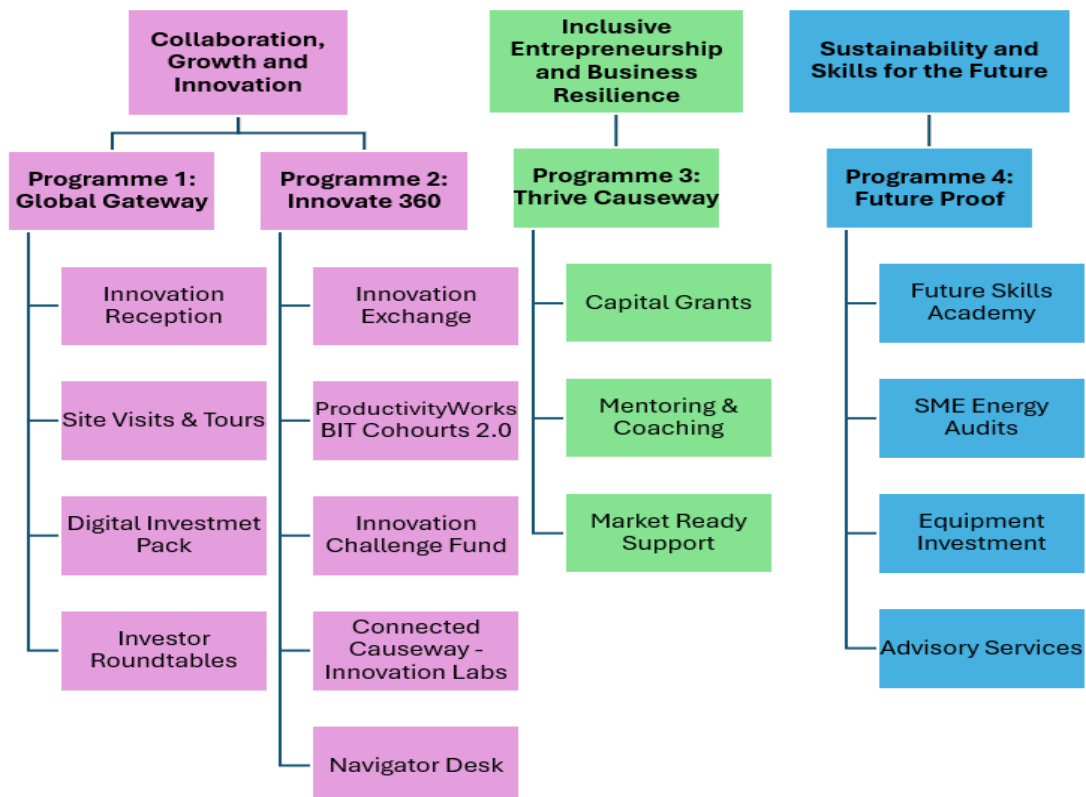 Collaboration,
Growth and
Innovation
Programme 1:
Global Gateway
Innovation
Reception
Site Visits & Tours
Digital Investmet
Pack
Investor
Roundtables
Programme 2:
Innovate 360
Innovation
Exchange
ProductivityWorks
BIT Cohourts 2.0
Innovation
Challenge Fund
Connected
Causeway -
Innovation Labs
Navigator Desk
Inclusive
Entrepreneurship
and Business
Resilience
Programme 3:
Thrive Causeway
Capital Grants
Mentoring &
Coaching
Market Ready
Support
Sustainability and
Skills for the Future
Programme 4:
Future Proof
Future Skills
Academy
SME Energy
Audits
Equipment
Investment
Advisory Services